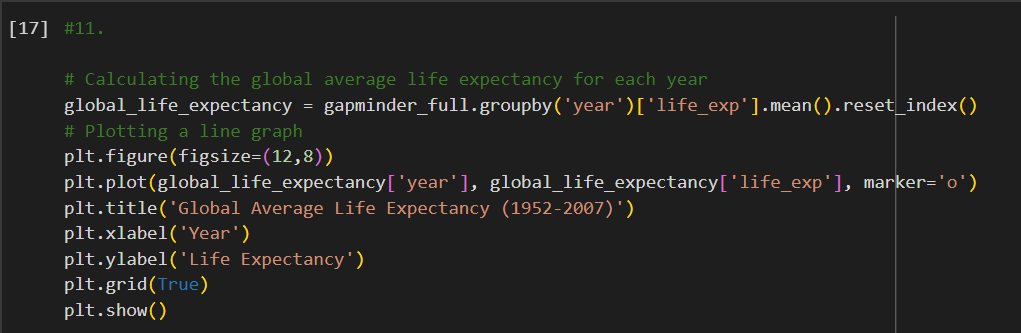 [17] #11.
# Calculating the global average life expectancy for each year
global_life_expectancy = gapminder_full.groupby('year')['life_exp'].mean().reset_index()
# Plotting a line graph
plt.figure(figsize=(12,8))
plt.plot(global_life_expectancy['year'], global_life_expectancy['life_exp'], marker='o')
plt.title('Global Average Life Expectancy (1952-2007)')
plt.xlabel('Year')
plt.ylabel('Life Expectancy')
plt.grid(True)
plt.show()